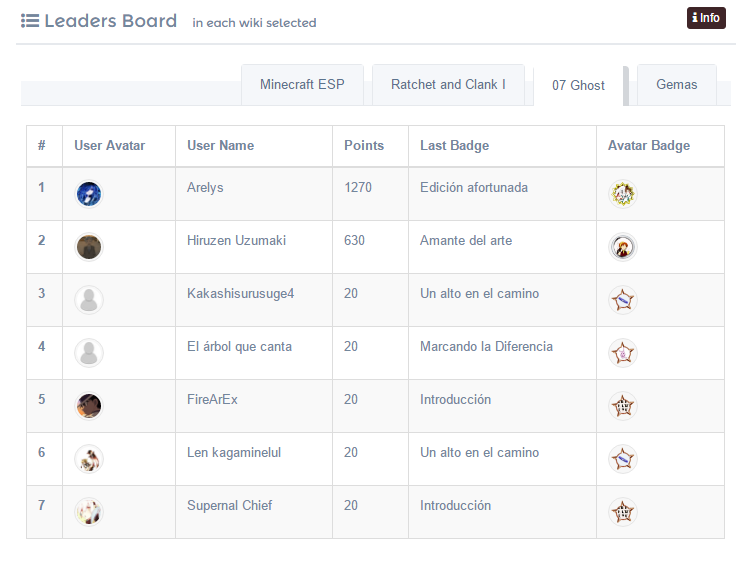 Leaders Board in each wiki selected
Info
Minecraft ESP Ratchet and Clank I 07 Ghost Gemas
# User Avatar User Name Points Last Badge Avatar Badge
1 Arelys 1270 Edición afortunada
2 Hiruzen Uzumaki 630 Amante del arte
3 Kakashisurusuge4 20 Un alto en el camino
4 El árbol que canta 20 Marcando la Diferencia
5 FireArEx 20 Introducción
6 Len kagaminelul 20 Un alto en el camino
7 Supernal Chief 20 Introducción